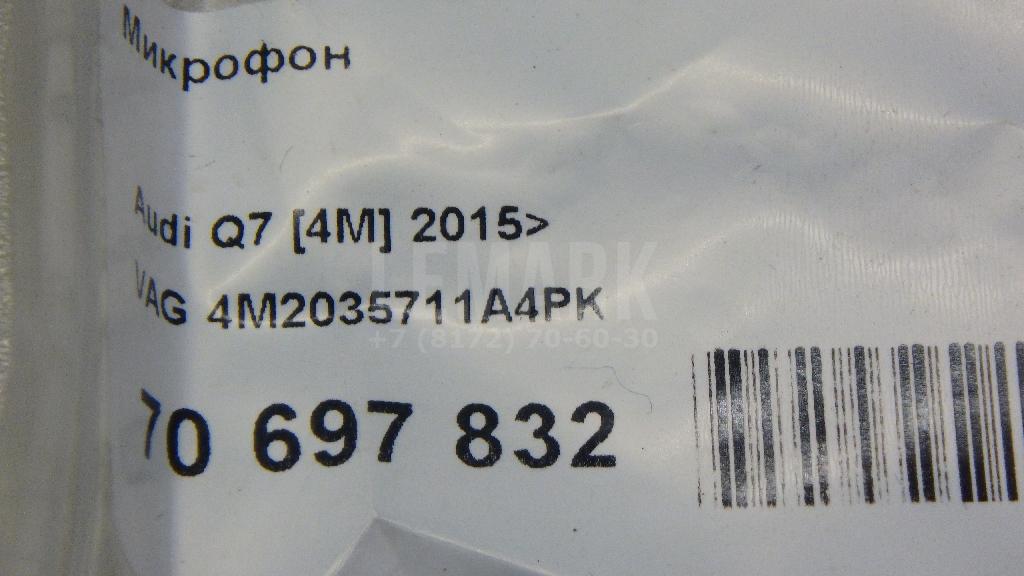 Микрофон
Audi Q7 [4M] 2015>
LEMARK
VAG 4M2035711A4PK
+7 (8172) 70-60-30
70 697 832